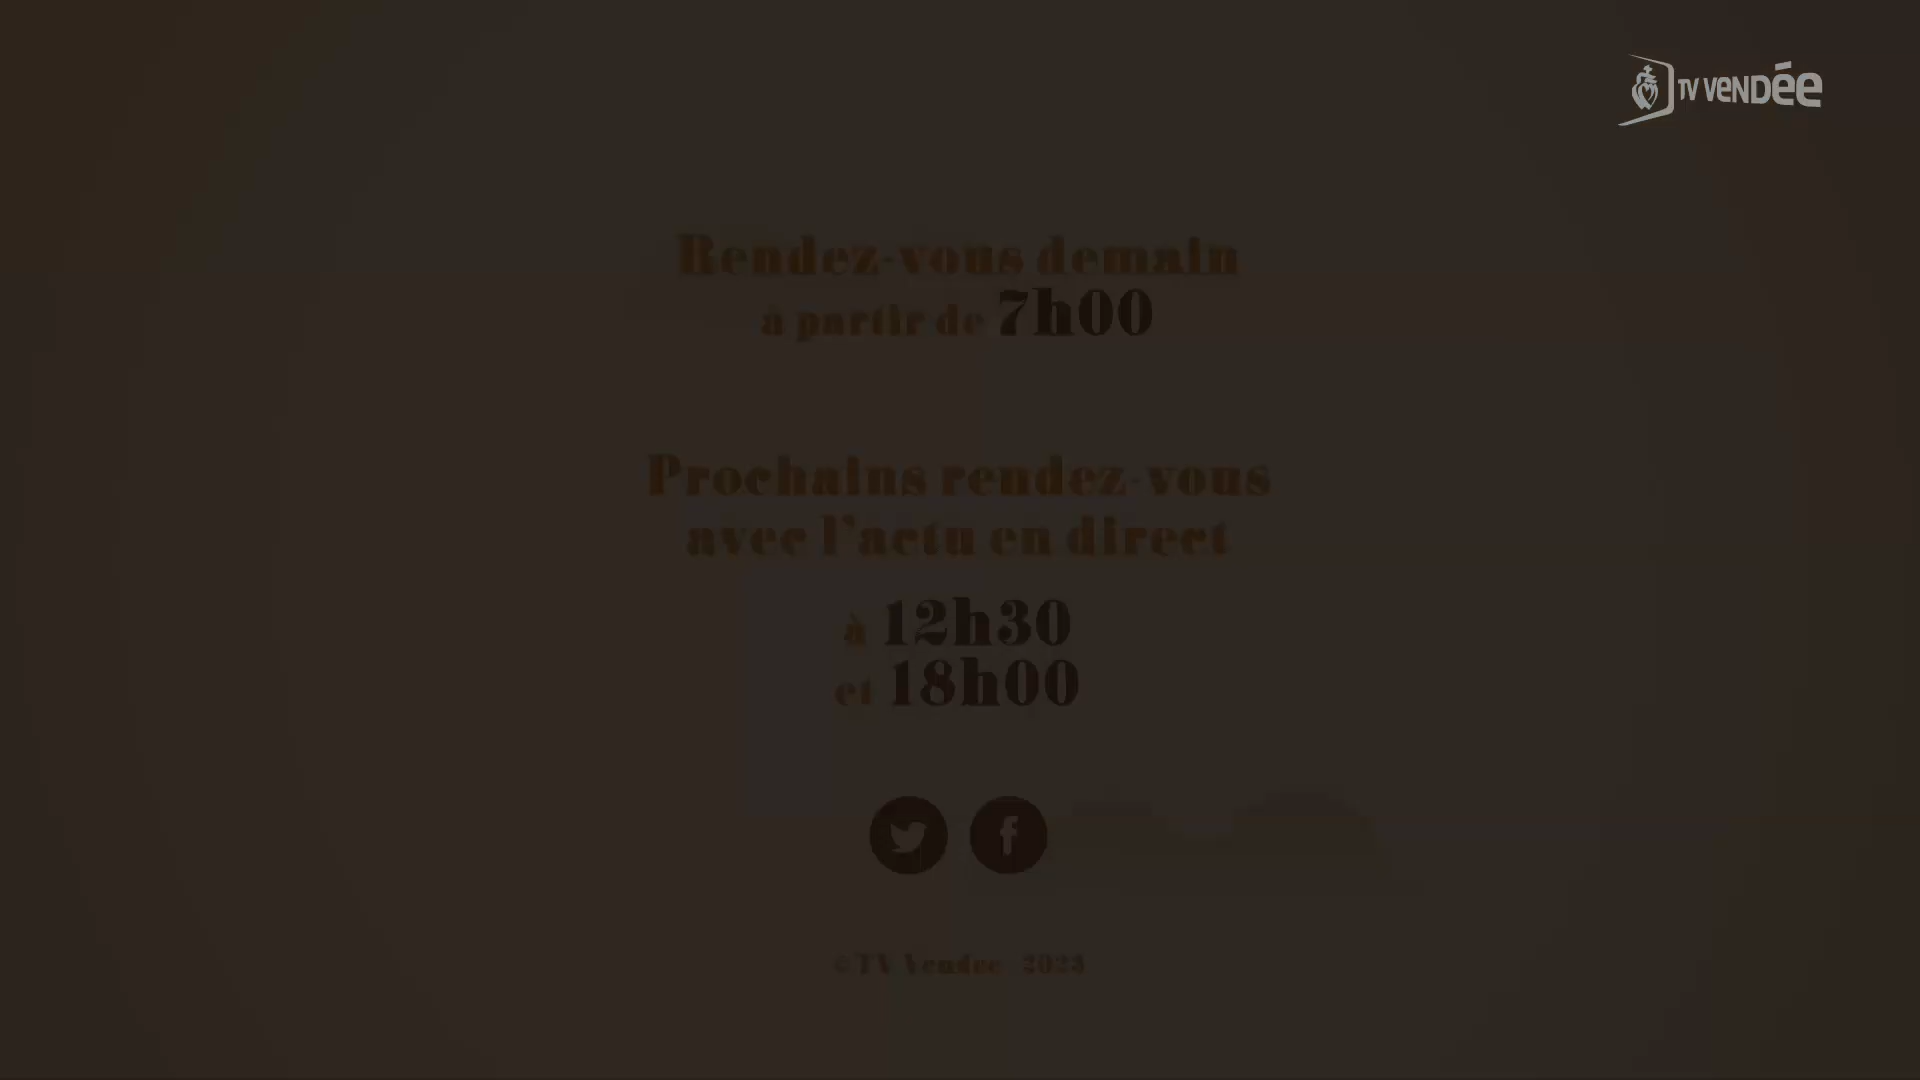 TV VENDÉE
Rendez-vous demain
à partir de 7h00
Prochains rendez-vous
avec l'actu en direct
à 12h30
et 18h00
©TV Vendée